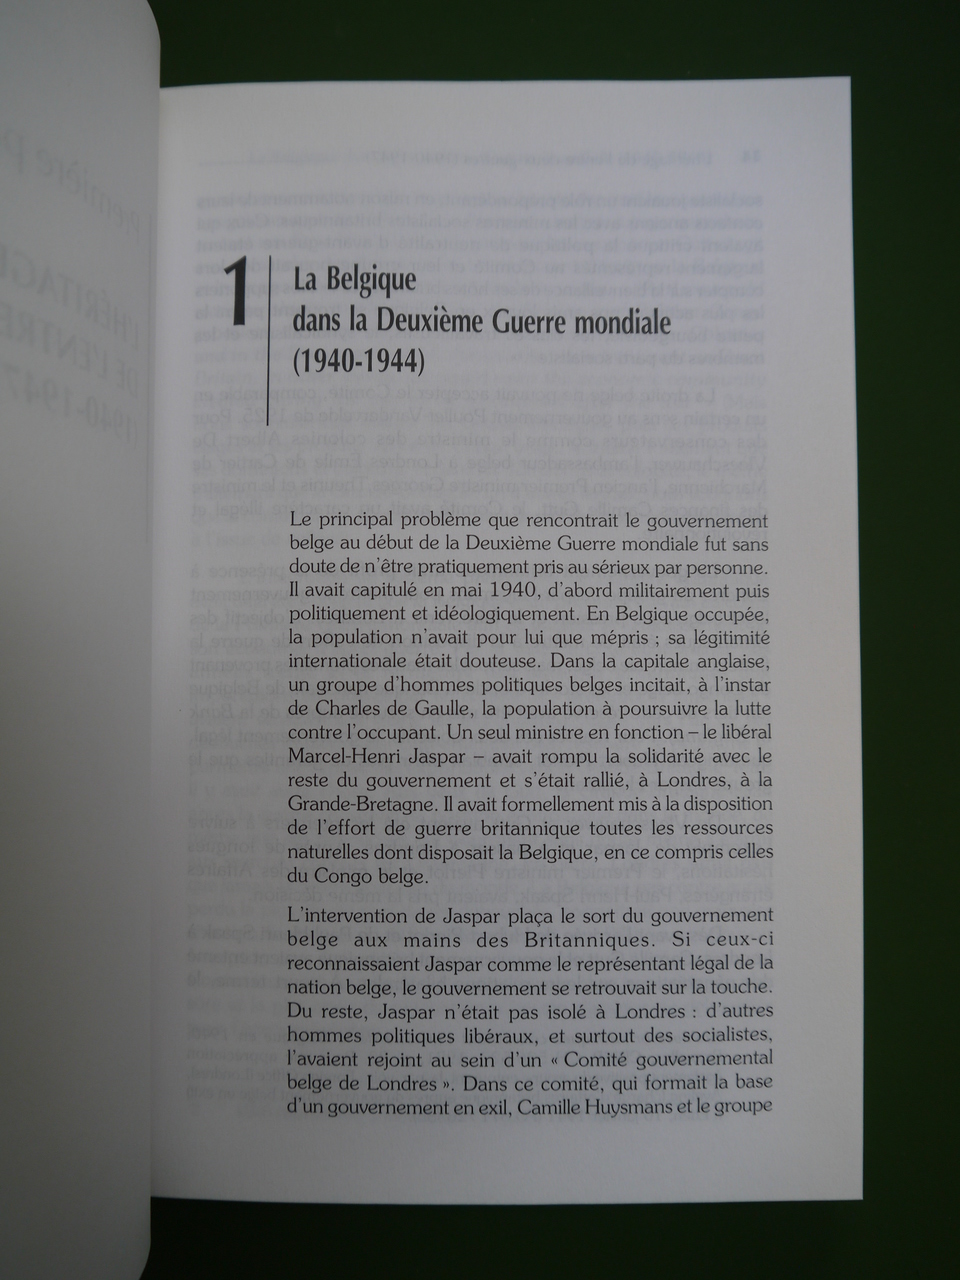 1
La Belgique
dans la Deuxième Guerre mondiale
(1940-1944)
Le principal problème que rencontrait le gouvernement
belge au début de la Deuxième Guerre mondiale fut sans
doute de n'être pratiquement pris au sérieux par personne.
Il avait capitulé en mai 1940, d'abord militairement puis
politiquement et idéologiquement. En Belgique occupée,
la population n'avait pour lui que mépris ; sa légitimité
internationale était douteuse. Dans la capitale anglaise,
un groupe d'hommes politiques belges incitait, à l'instar
de Charles de Gaulle, la population à poursuivre la lutte
contre l'occupant. Un seul ministre en fonction – le libéral
Marcel-Henri Jaspar – avait rompu la solidarité avec le
reste du gouvernement et s'était rallié, à Londres, à la
Grande-Bretagne. Il avait formellement mis à la disposition
de l'effort de guerre britannique toutes les ressources
naturelles dont disposait la Belgique, en ce compris celles
du Congo belge.
L'intervention de Jaspar plaça le sort du gouvernement
belge aux mains des Britanniques. Si ceux-ci
reconnaissaient Jaspar comme le représentant légal de la
nation belge, le gouvernement se retrouvait sur la touche.
Du reste, Jaspar n'était pas isolé à Londres : d'autres
hommes politiques libéraux, et surtout des socialistes,
l'avaient rejoint au sein d'un « Comité gouvernemental
belge de Londres ». Dans ce comité, qui formait la base
d'un gouvernement en exil, Camille Huysmans et le groupe